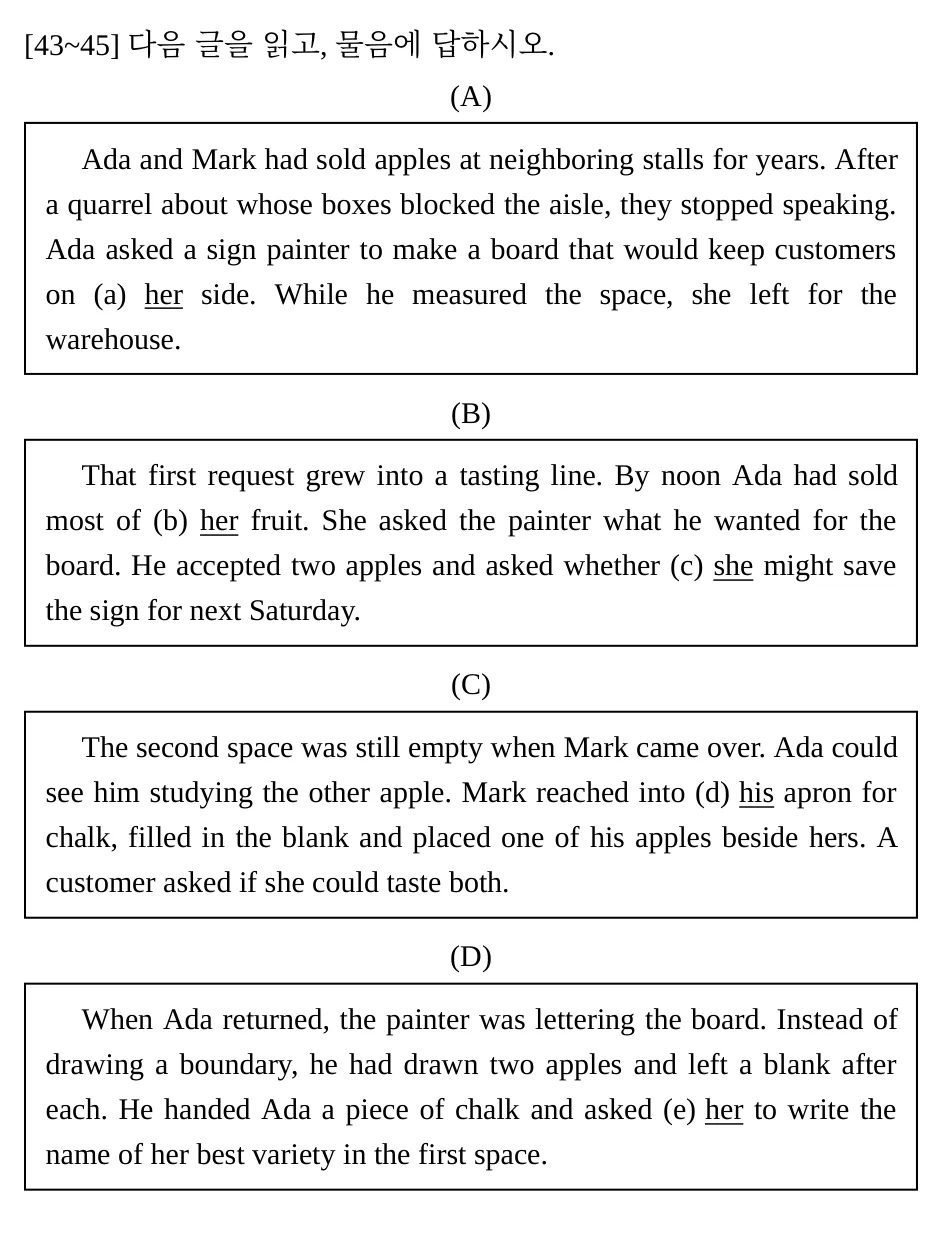 [43~45] 다음 글을 읽고, 물음에 답하시오.
(A)
Ada and Mark had sold apples at neighboring stalls for years. After
a quarrel about whose boxes blocked the aisle, they stopped speaking.
Ada asked a sign painter to make a board that would keep customers
on (a) her side. While he measured the space, she left for the
warehouse.
(B)
That first request grew into a tasting line. By noon Ada had sold
most of (b) her fruit. She asked the painter what he wanted for the
board. He accepted two apples and asked whether (c) she might save
the sign for next Saturday.
(C)
The second space was still empty when Mark came over. Ada could
see him studying the other apple. Mark reached into (d) his apron for
chalk, filled in the blank and placed one of his apples beside hers. A
customer asked if she could taste both.
(D)
When Ada returned, the painter was lettering the board. Instead of
drawing a boundary, he had drawn two apples and left a blank after
each. He handed Ada a piece of chalk and asked (e) her to write the
name of her best variety in the first space.